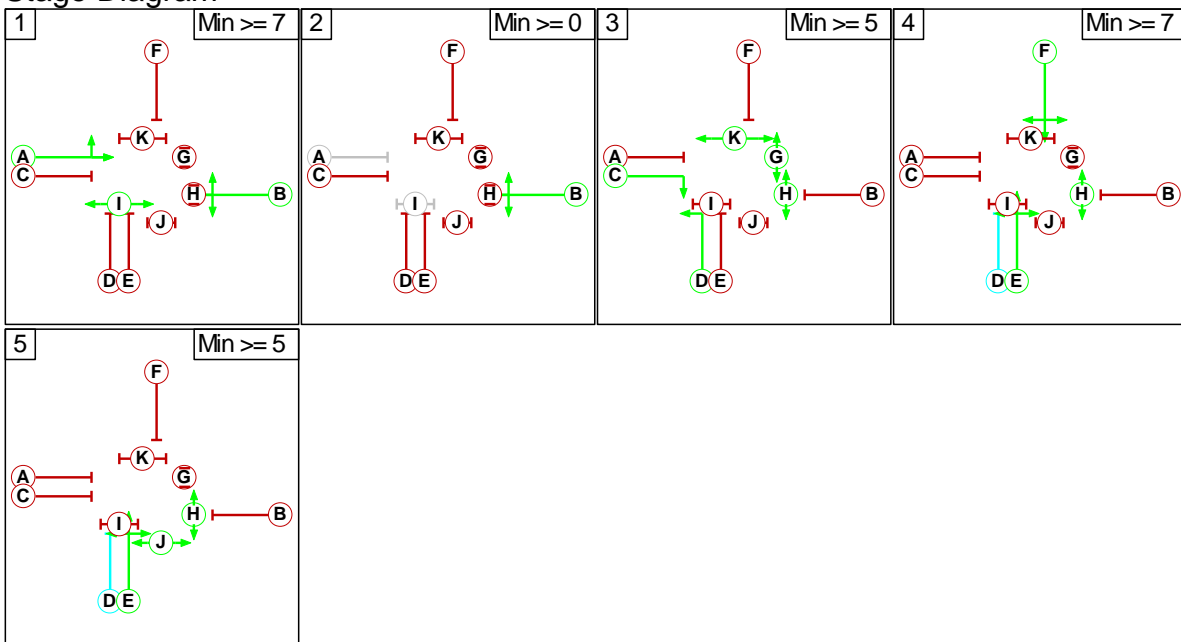 Stage Diagram
1 Min >= 7
F
K
A
G
C
H B
I
J
D E
2 Min >= 0
F
K
A
G
C
H B
I
J
D E
3 Min >= 5
F
K
A
G
C
H B
I
J
D E
4 Min >= 7
F
K
A
G
C
H B
I
J
D E
5 Min >= 5
F
K
A
G
C
H B
I
J
D E